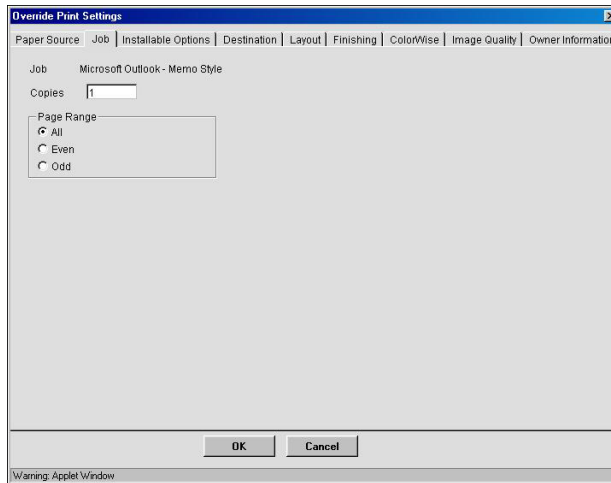 Override Print Settings
Paper Source Job Installable Options Destination Layout Finishing ColorWise Image Quality Owner Information
Job Microsoft Outlook - Memo Style
Copies 1
Page Range
All
Even
Odd
OK Cancel
Warning: Applet Window